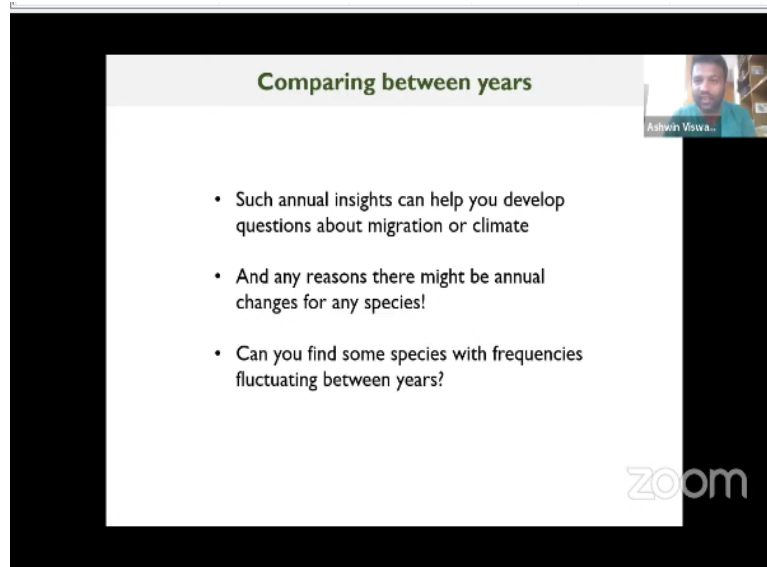 Comparing between years
Ashwin Viswa...
• Such annual insights can help you develop
questions about migration or climate
• And any reasons there might be annual
changes for any species!
• Can you find some species with frequencies
fluctuating between years?
zoom